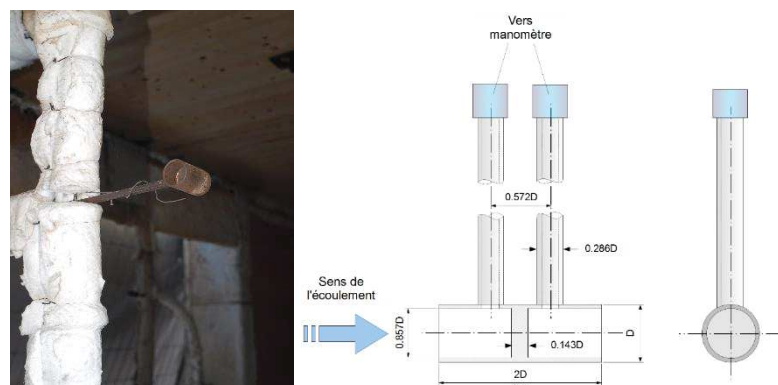 Vers
manomètre
0.572D
0.286D
Sens de
l'écoulement
0.857D
0.143D
D
2D